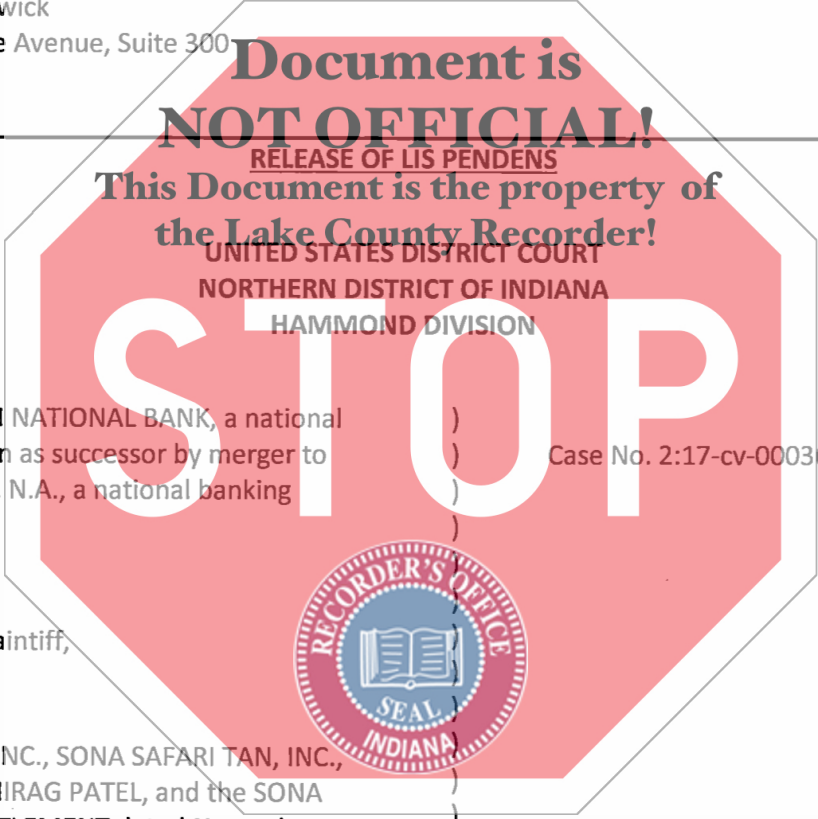 wick
Avenue, Suite 300
Document is
NOT OFFICIAL!
RELEASE OF LIS PENDENS
This Document is the property of
the Lake County Recorder!
UNITED STATES DISTRICT COURT
NORTHERN DISTRICT OF INDIANA
HAMMOND DIVISION
STOP
NATIONAL BANK, a national )
as successor by merger to ) Case No. 2:17-cv-0003
N.A., a national banking )
)
)
)
aintiff, )
)
)
NC., SONA SAFARI TAN, INC.,
IRAG PATEL, and the SONA )
RECORDER'S OFFICE
SEAL
INDIANA